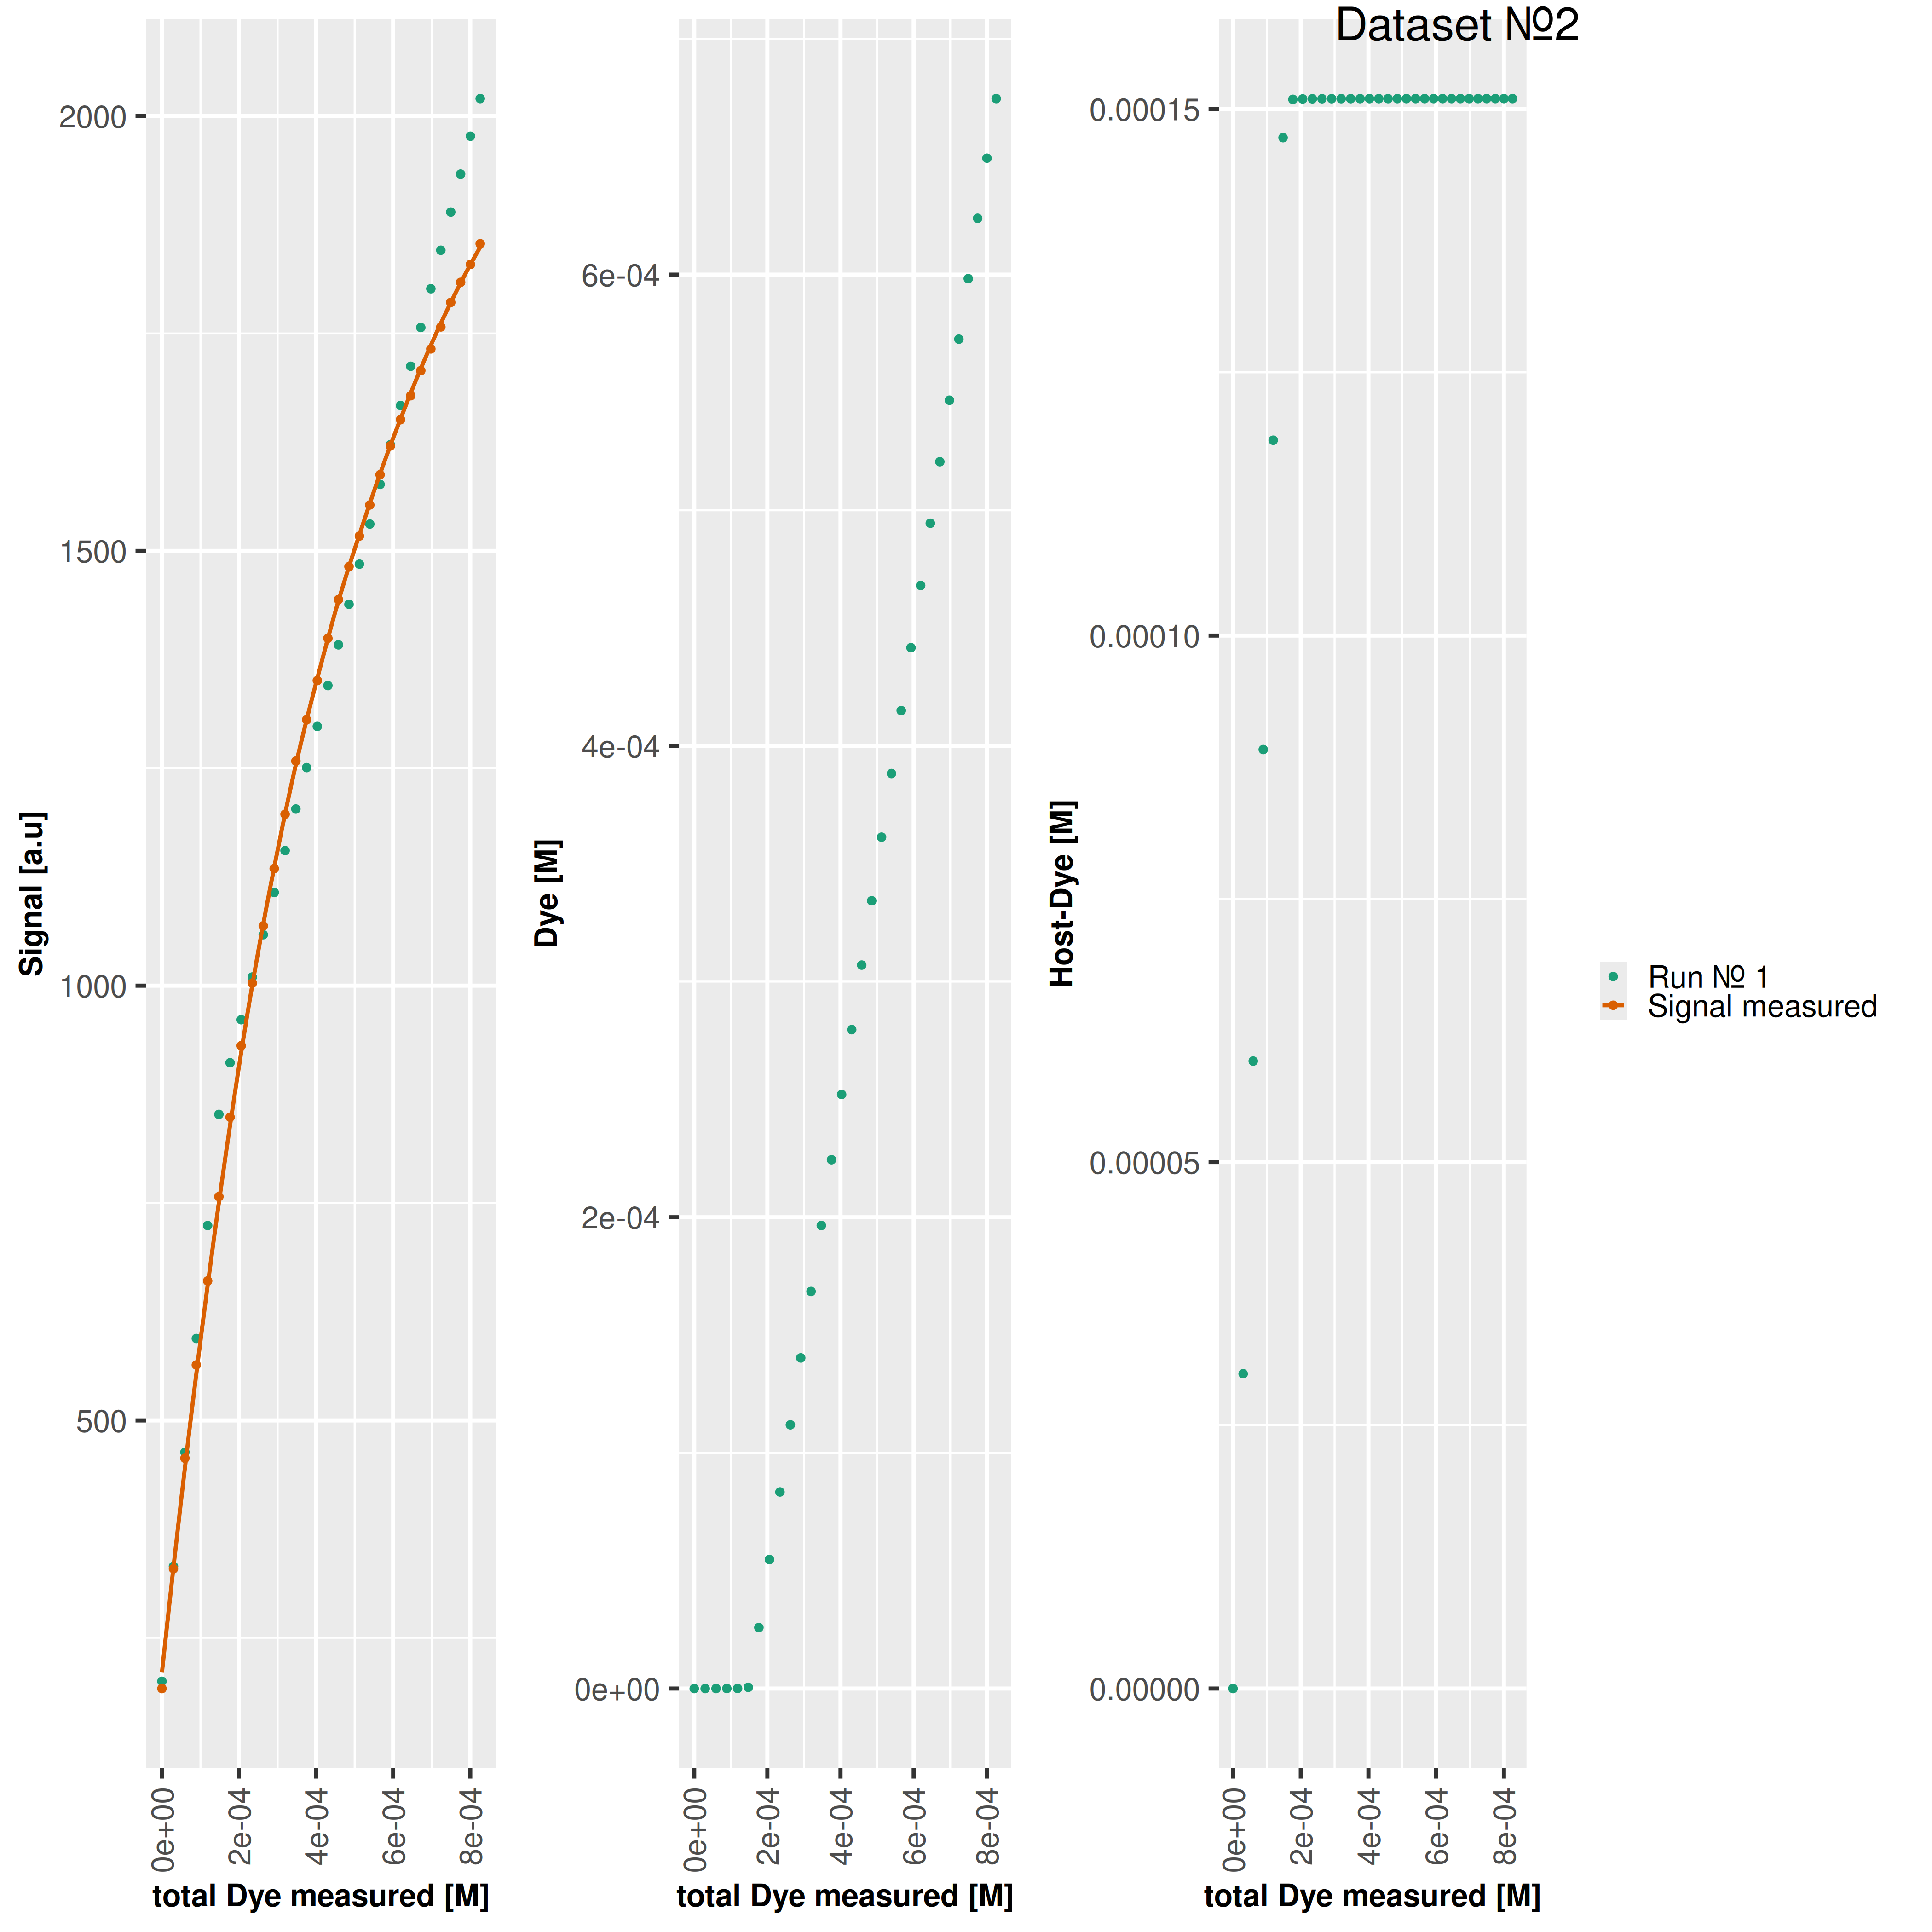 Dataset №2
Signal [a.u]
2000
1500
1000
500
0e+00
2e-04
4e-04
6e-04
8e-04
total Dye measured [M]
Dye [M]
6e-04
4e-04
2e-04
0e+00
0e+00
2e-04
4e-04
6e-04
8e-04
total Dye measured [M]
Host-Dye [M]
0.00015
0.00010
0.00005
0.00000
0e+00
2e-04
4e-04
6e-04
8e-04
total Dye measured [M]
Run № 1
Signal measured